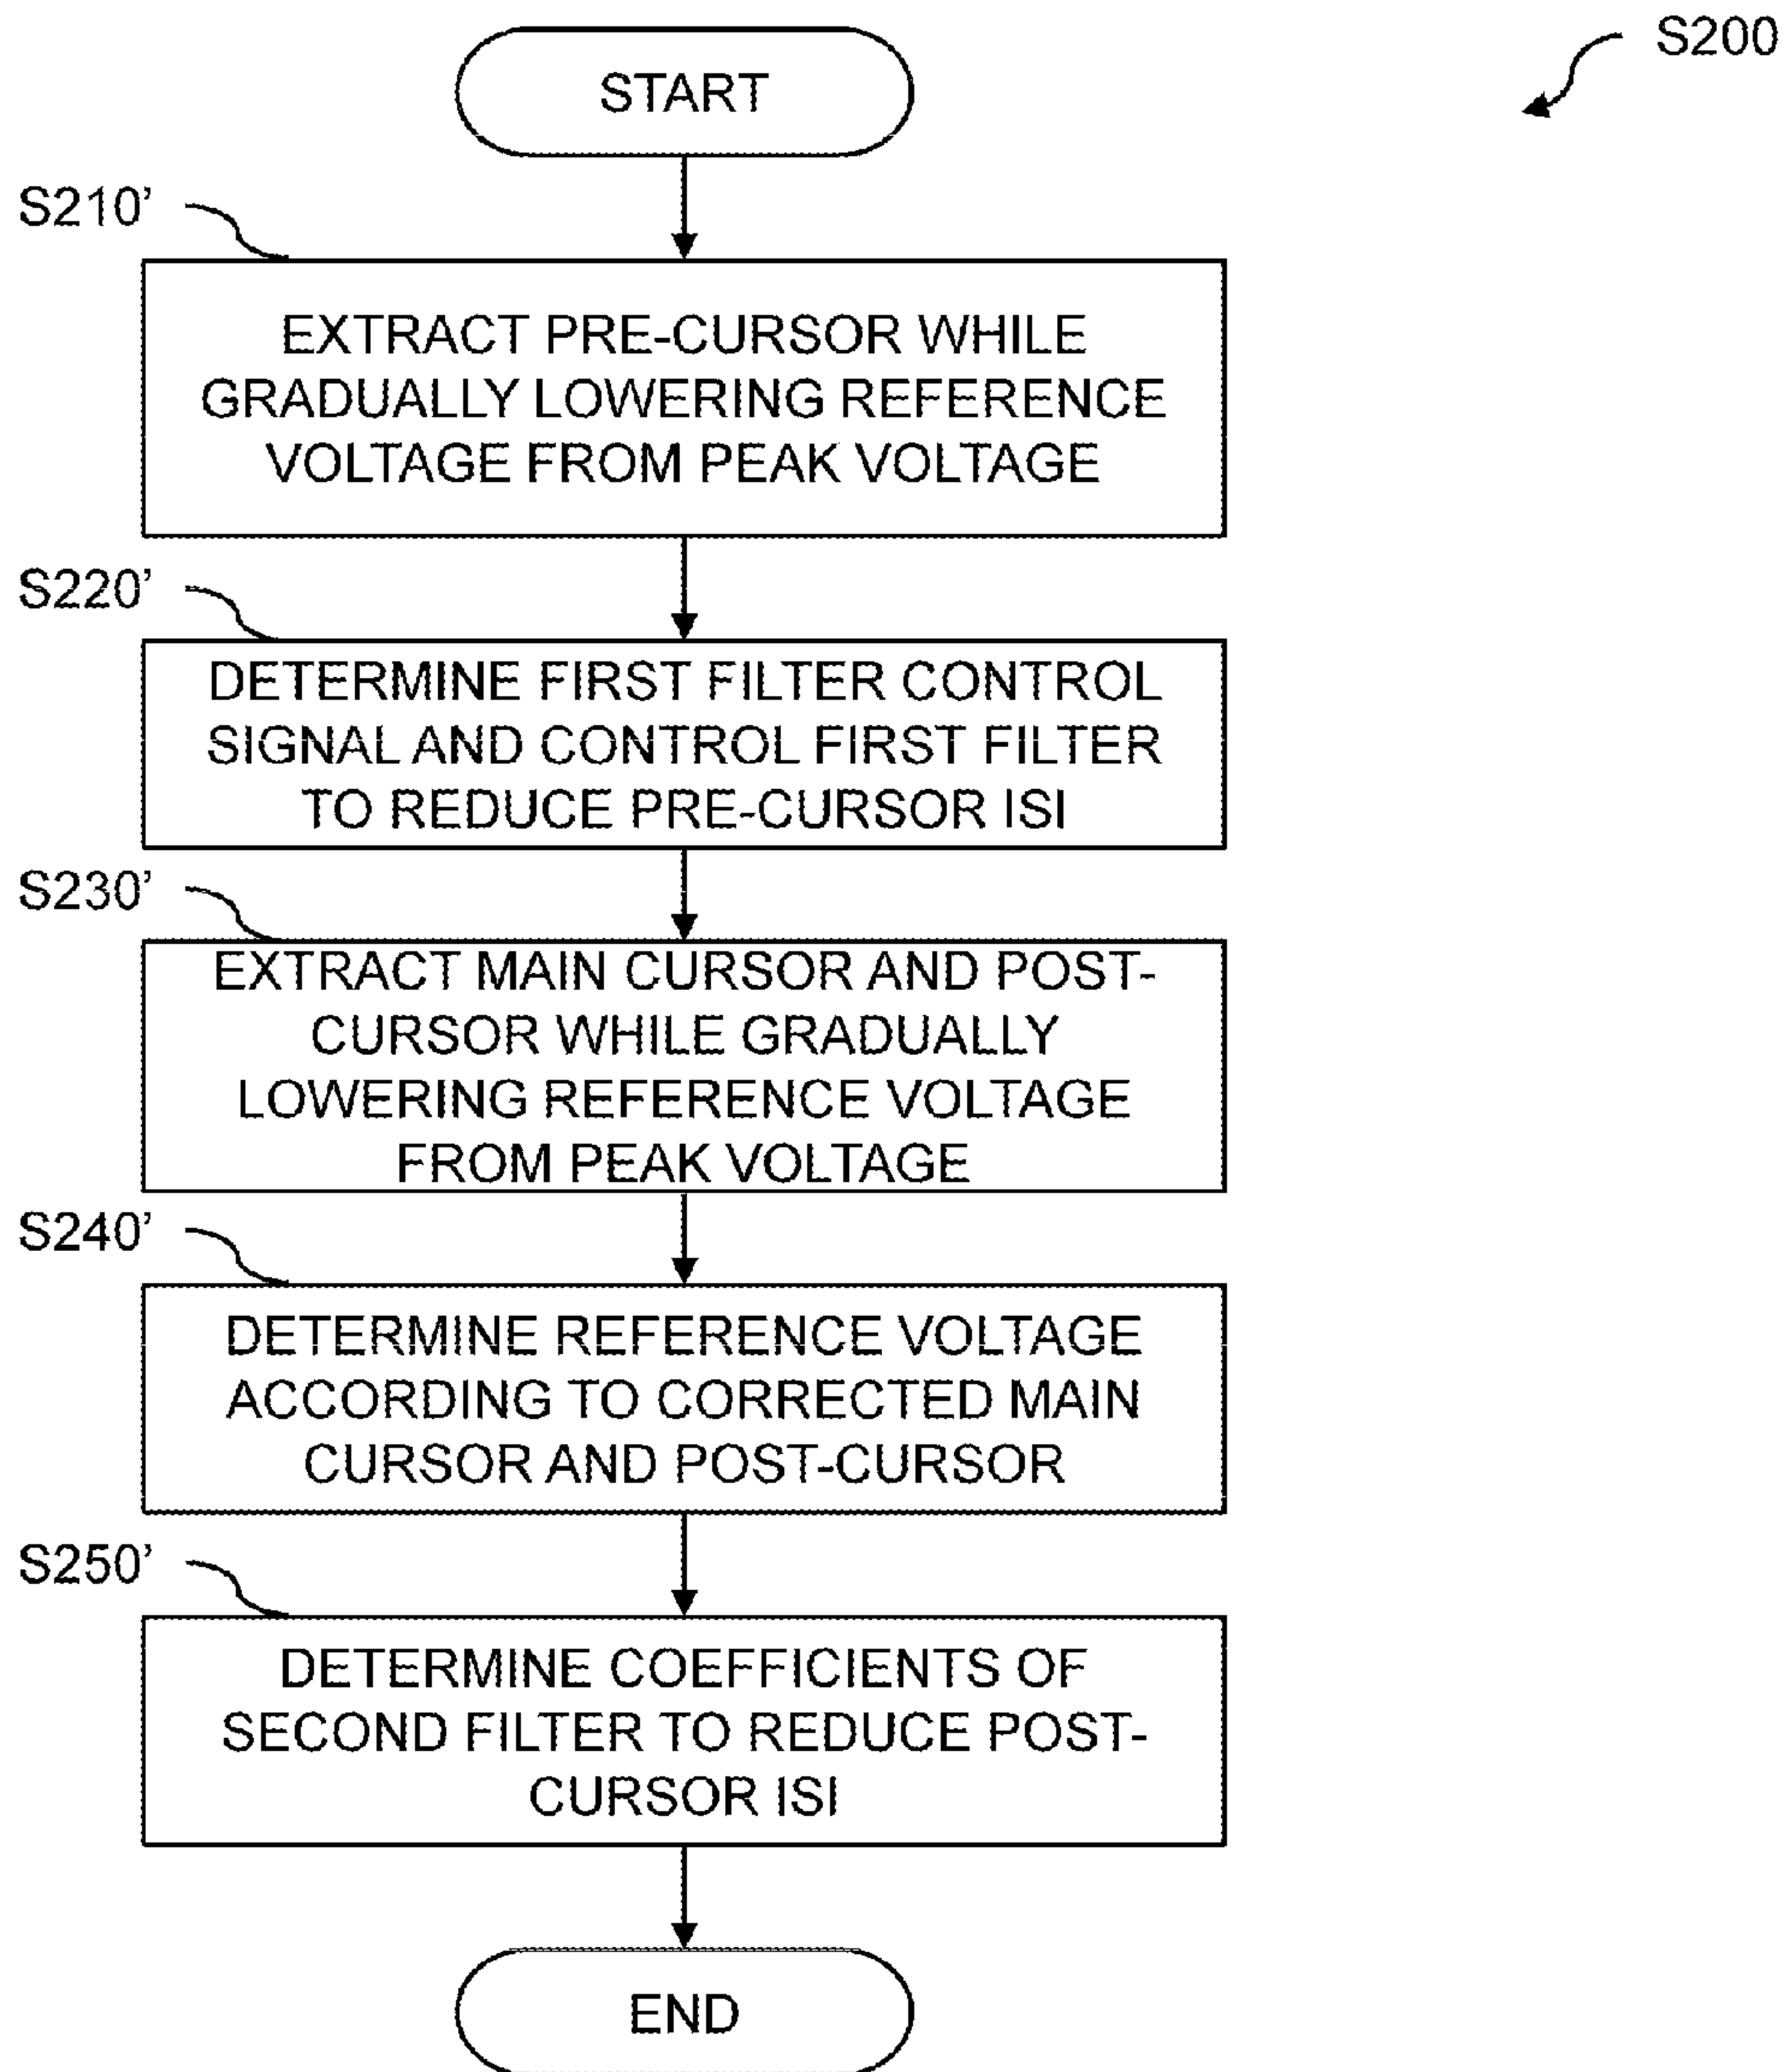 S200
START
S210'
EXTRACT PRE-CURSOR WHILE
GRADUALLY LOWERING REFERENCE
VOLTAGE FROM PEAK VOLTAGE
S220'
DETERMINE FIRST FILTER CONTROL
SIGNAL AND CONTROL FIRST FILTER
TO REDUCE PRE-CURSOR ISI
S230'
EXTRACT MAIN CURSOR AND POST-
CURSOR WHILE GRADUALLY
LOWERING REFERENCE VOLTAGE
FROM PEAK VOLTAGE
S240'
DETERMINE REFERENCE VOLTAGE
ACCORDING TO CORRECTED MAIN
CURSOR AND POST-CURSOR
S250'
DETERMINE COEFFICIENTS OF
SECOND FILTER TO REDUCE POST-
CURSOR ISI
END